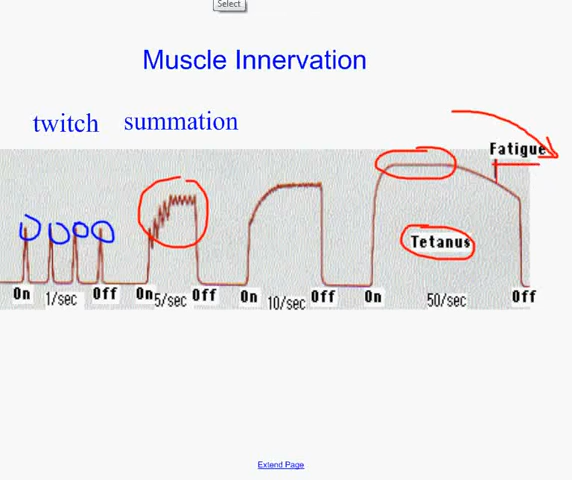 Select
Muscle Innervation
twitch summation
Fatigue
Tetanus
On 1/sec Off On 5/sec Off On 10/sec Off On 50/sec Off
Extend Page